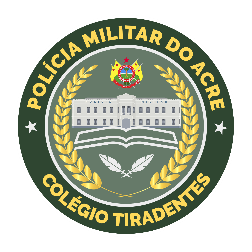 POLÍCIA MILITAR DO ACRE
COLÉGIO TIRADENTES